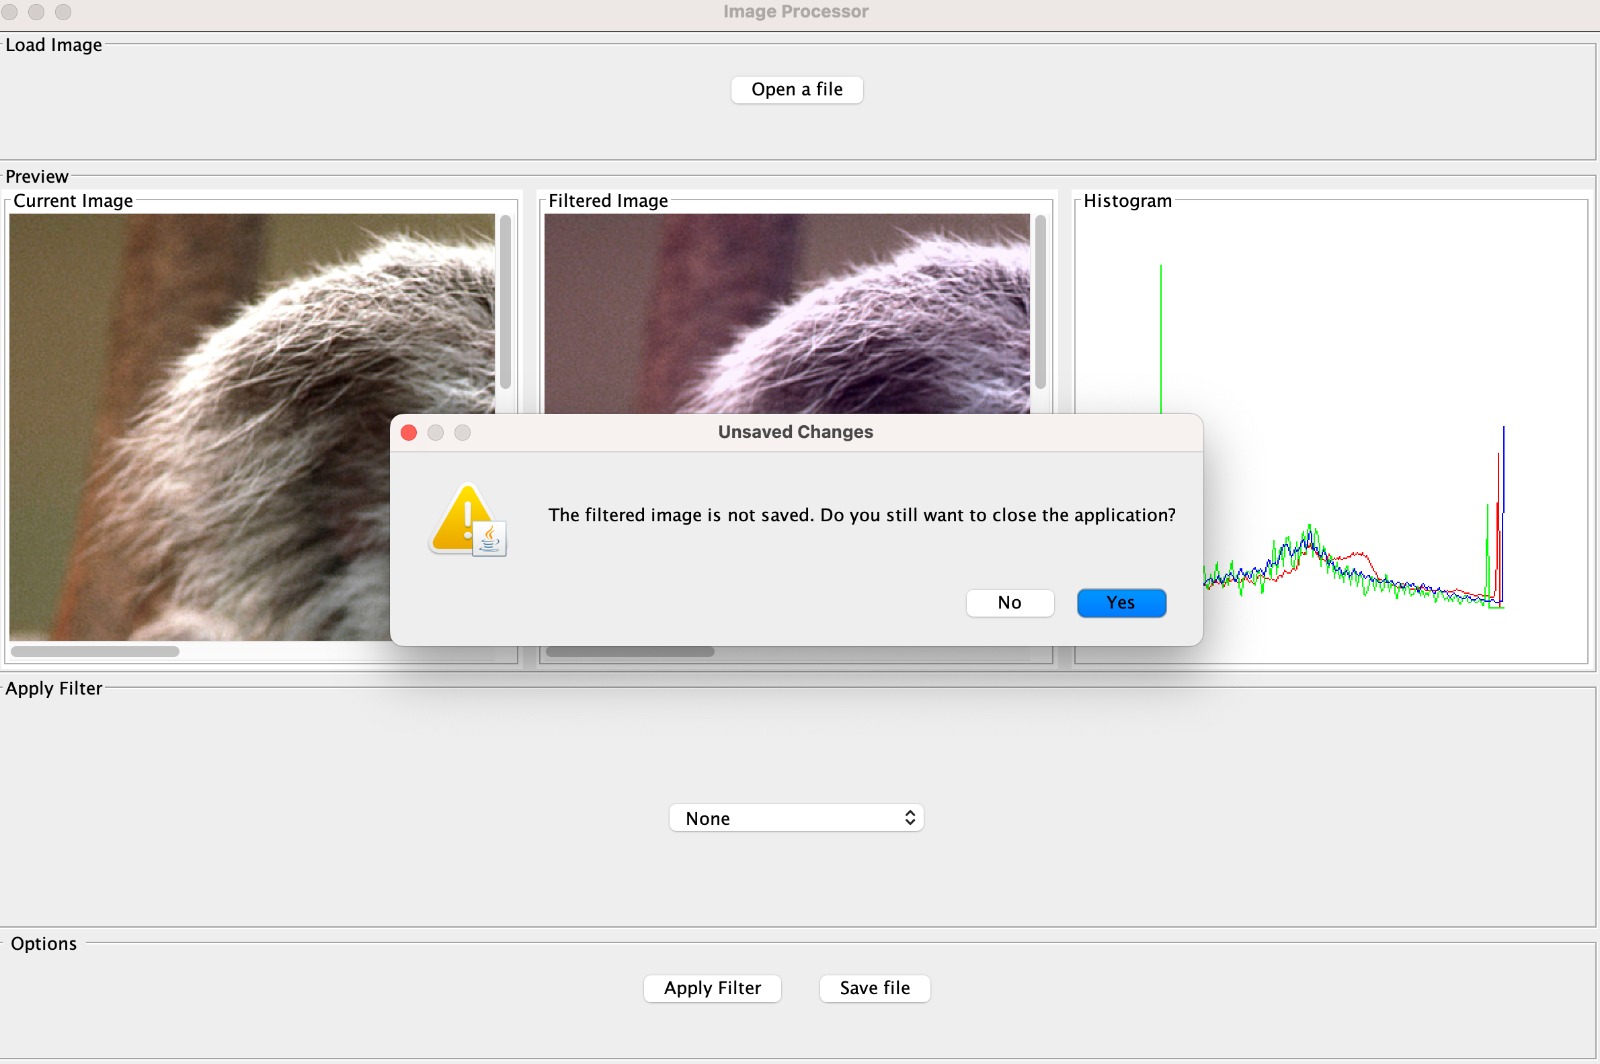 Image Processor
Load Image
Open a file
Preview
Current Image
Filtered Image
Histogram
Unsaved Changes
The filtered image is not saved. Do you still want to close the application?
No
Yes
Apply Filter
None
Options
Apply Filter
Save file